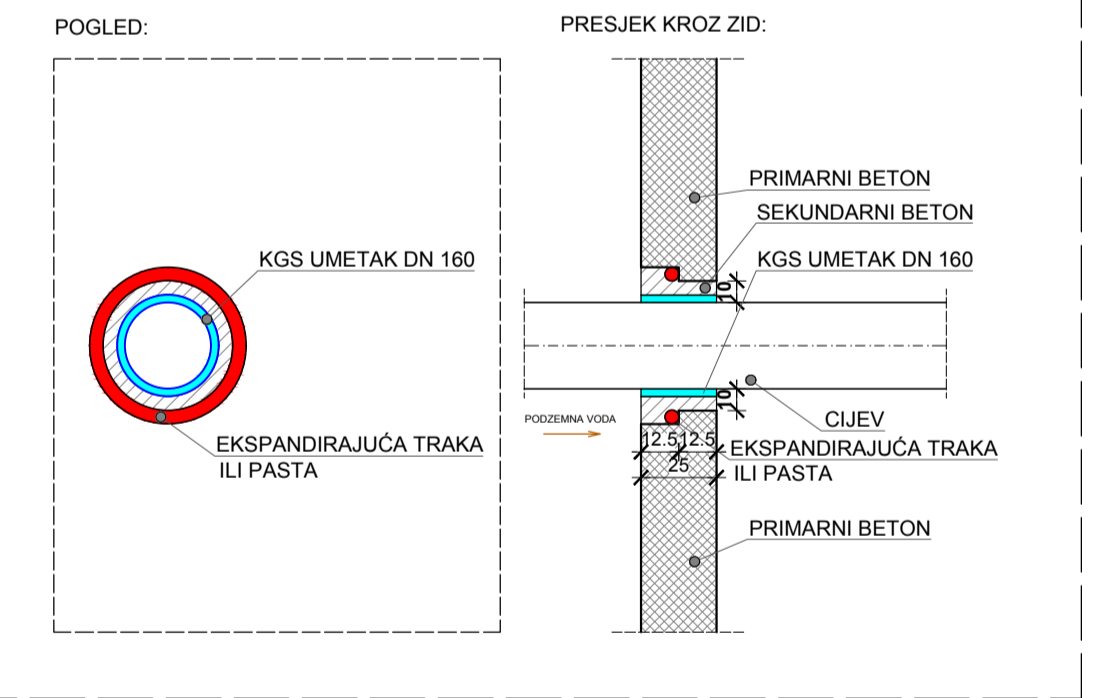 POGLED:
PRESJEK KROZ ZID:
KGS UMETAK DN 160
EKSPANDIRAJUĆA TRAKA
ILI PASTA
PRIMARNI BETON
SEKUNDARNI BETON
KGS UMETAK DN 160
10
10
PODZEMNA VODA
CIJEV
12.5 12.5
25
EKSPANDIRAJUĆA TRAKA
ILI PASTA
PRIMARNI BETON